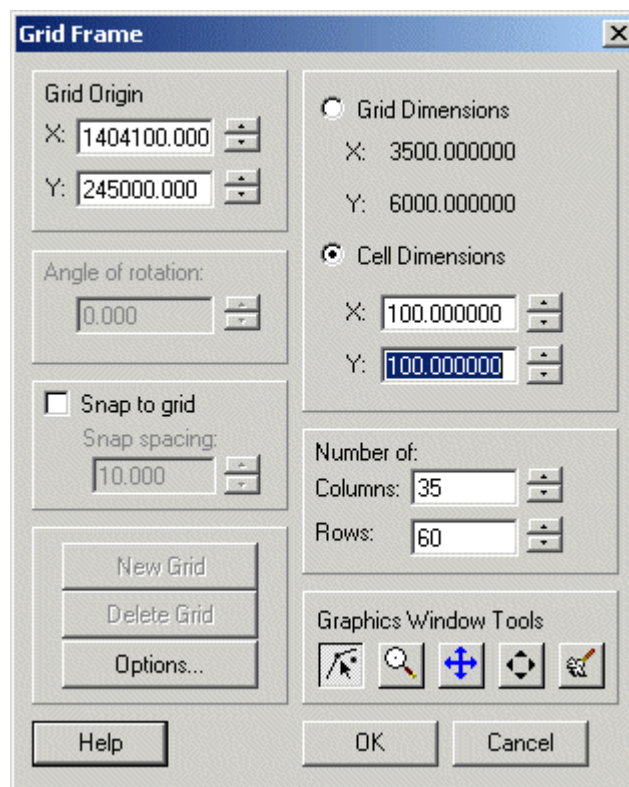 Grid Frame
Grid Origin
X: 1404100.000
Y: 245000.000
Angle of rotation:
0.000
Snap to grid
Snap spacing:
10.000
New Grid
Delete Grid
Options...
Help
Grid Dimensions
X: 3500.000000
Y: 6000.000000
Cell Dimensions
X: 100.000000
Y: 100.000000
Number of:
Columns: 35
Rows: 60
Graphics Window Tools
OK
Cancel